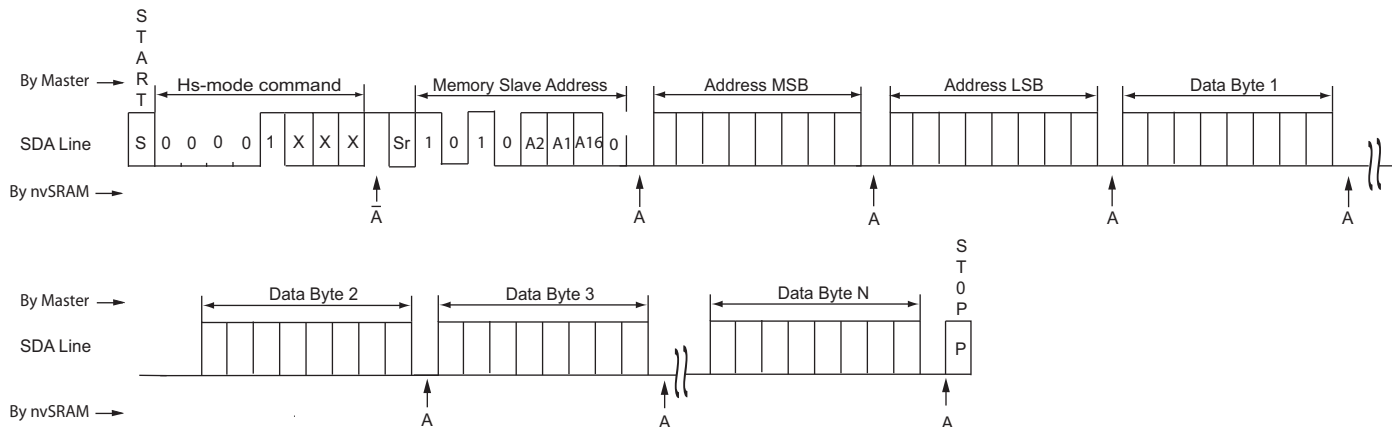 START
By Master
Hs-mode command
Memory Slave Address
Address MSB
Address LSB
Data Byte 1
SDA Line
S 0 0 0 0 1 X X X Sr 1 0 1 0 A2 A1 A16 0
By nvSRAM
A̅ A A A A
ST0P
By Master
Data Byte 2
Data Byte 3
Data Byte N
SDA Line
P
By nvSRAM
A A A